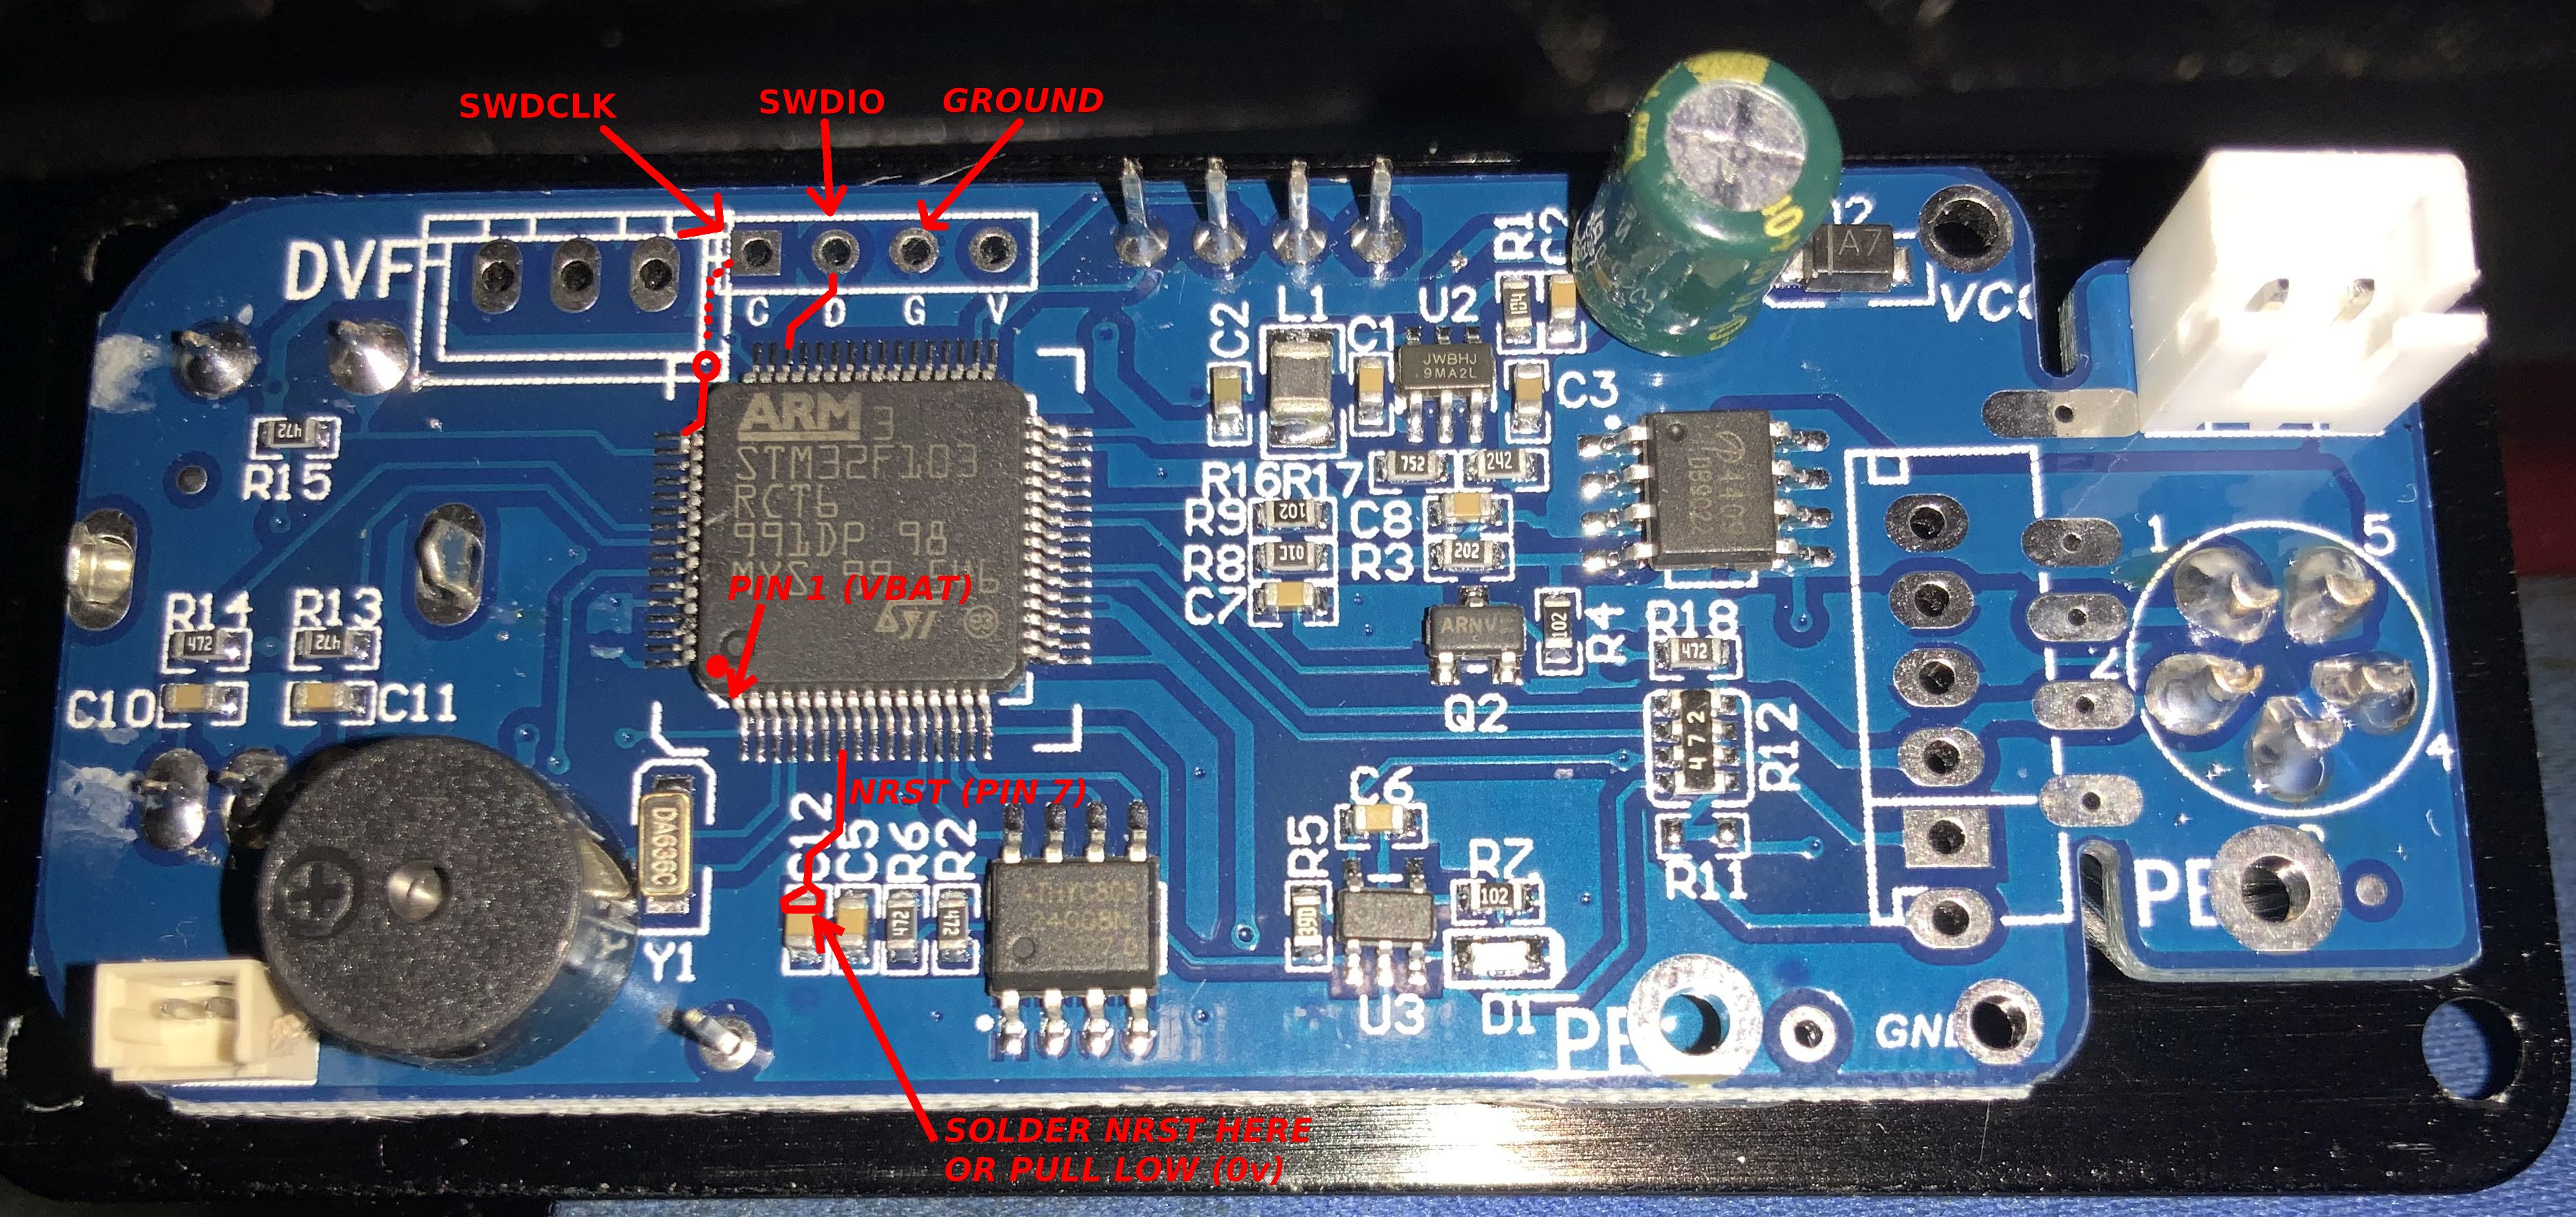 SWDCLK
SWDIO
GROUND
DVF
C
D
G
V
R1
C2
A7
C2
L1
C1
U2
JWBHJ
9MA2L
C3
ARM 3
STM32F103
RCT6
991DP 98
PIN 1 (VBAT)
472
R15
752
242
R16R17
R9
102
C8
R8
01C
R3
202
C7
ARNV
102
R4
Q2
R18
472
1
5
2
4
R14
R13
472
472
C10
C11
472
R12
R11
NRST (PIN 7)
C12
C5
R6
R2
472
472
Y1
C6
R5
390
R7
102
U3
D1
GND
SOLDER NRST HERE
OR PULL LOW (0v)